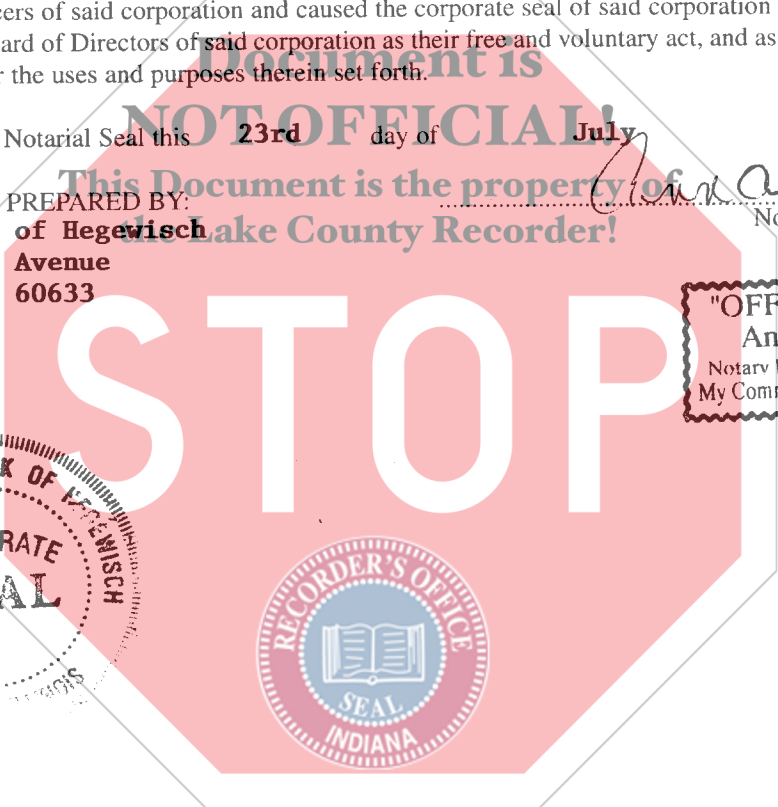 cers of said corporation and caused the corporate seal of said corporation
ard of Directors of said corporation as their free and voluntary act, and as
r the uses and purposes therein set forth.
Document is
NOT OFFICIAL!
This Document is the property of
the Lake County Recorder!
Notarial Seal this 23rd day of July
PREPARED BY:
of Hegewisch
Avenue
60633
No
"OFF
An
Notary
My Comm
STOP
K OF HEGEWISCH
RATE
AL
RECORDER'S OFFICE
SEAL
INDIANA